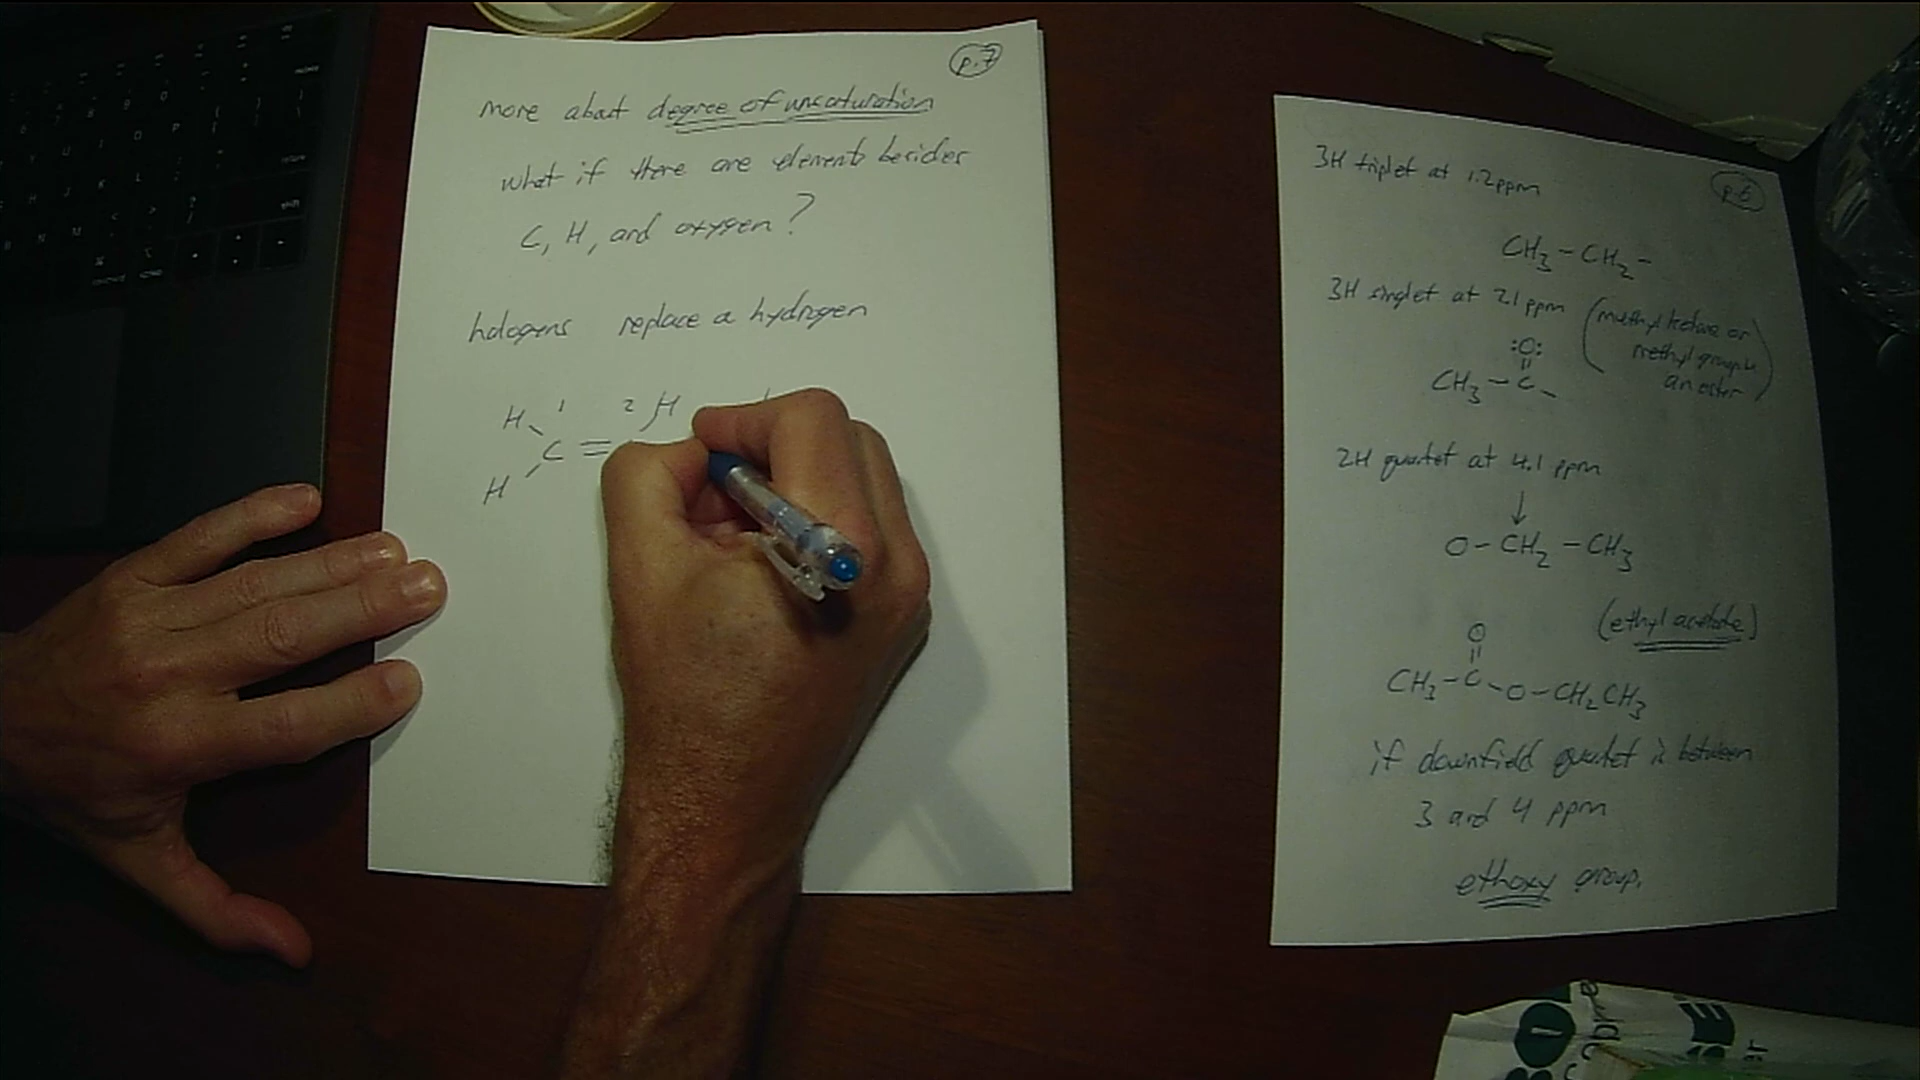 p.7
more about degree of unsaturation
what if there are elements besides
C, H, and oxygen?
halogens replace a hydrogen
H 1 2 H
C =
H
p.6
3H triplet at 1.2ppm
CH3-CH2-
3H singlet at 2.1 ppm (methyl ketone or
methyl group
an ester)
:O:
CH3-C-
2H quartet at 4.1 ppm
↓
O-CH2-CH3
(ethyl acetate)
O
CH3-C-O-CH2CH3
if downfield quartet is between
3 and 4 ppm
ethoxy group.